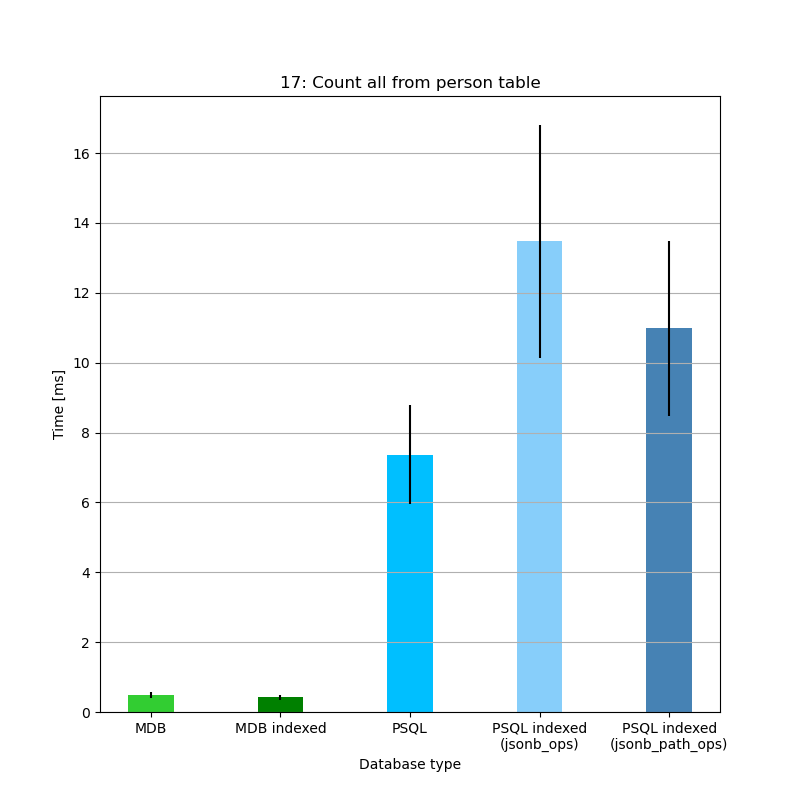 17: Count all from person table
16
14
12
10
8
6
4
2
0
Time [ms]
MDB
MDB indexed
PSQL
PSQL indexed
(jsonb_ops)
PSQL indexed
(jsonb_path_ops)
Database type